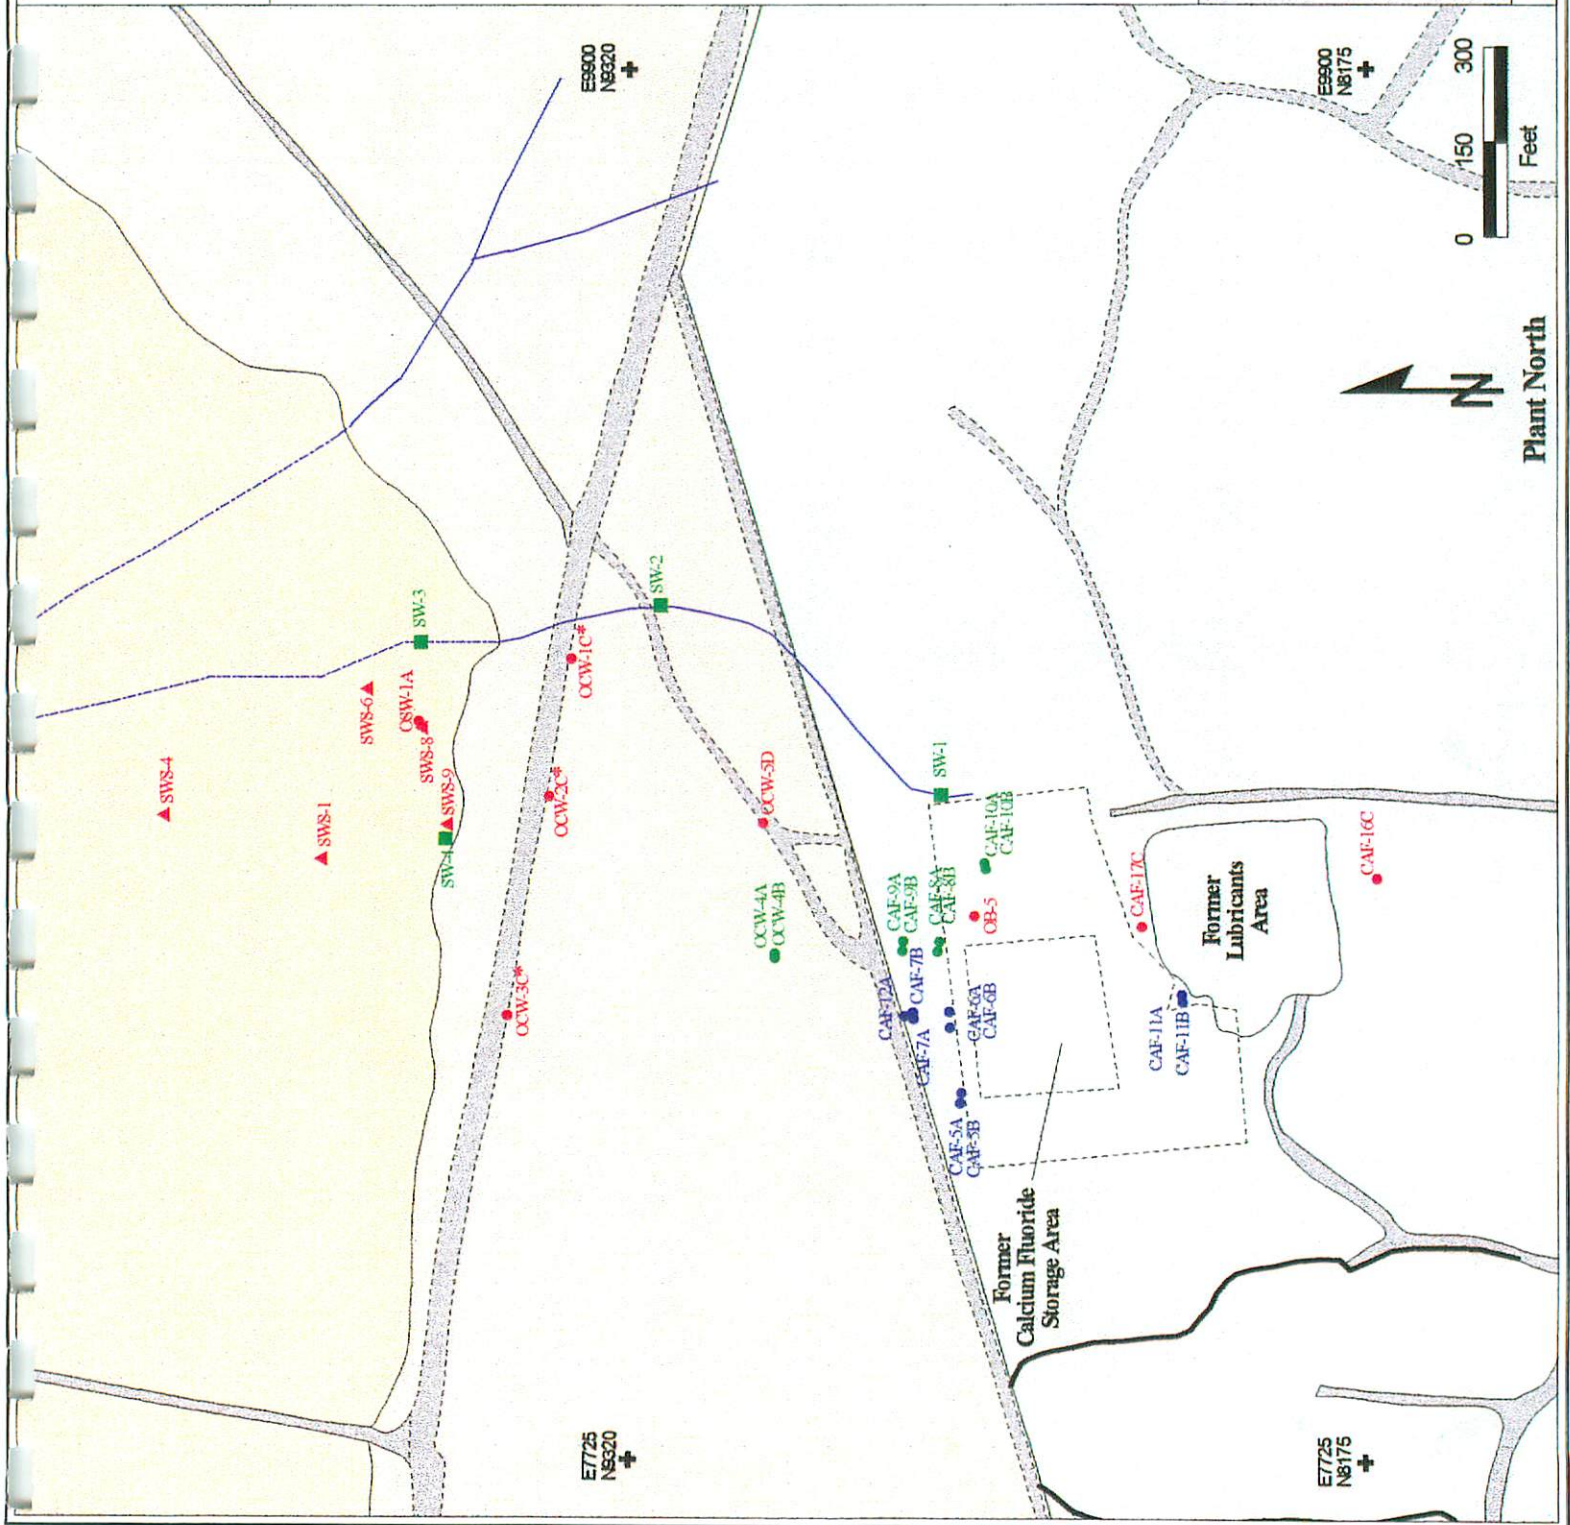 E9900
N9320
E9900
N8175
0
150
300
Feet
N
Plant North
SWS-4
SWS-1
SWS-6
OSW-1A
SWS-8
SWS-9
SW-4
SW-3
SW-2
OCW-1C*
OCW-2C*
OCW-3C*
OCW-5D
OCW-4A
OCW-4B
SW-1
CAF-10A
CAF-10B
CAF-9A
CAF-9B
CAF-8A
CAF-8B
OB-5
CAF-12A
CAF-7B
CAF-7A
CAF-6A
CAF-6B
CAF-5A
CAF-5B
CAF-17C
CAF-16C
CAF-11A
CAF-11B
Former
Lubricants
Area
Former
Calcium Fluoride
Storage Area
E7725
N9320
E7725
N8175